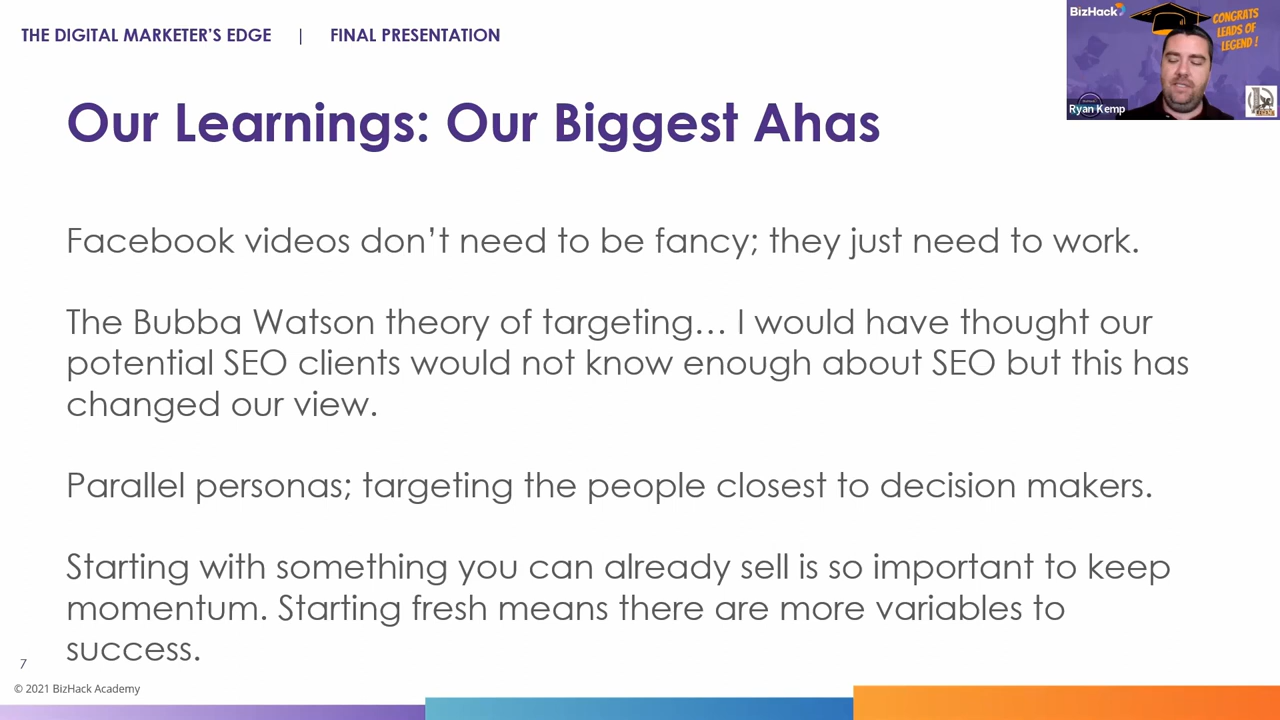 THE DIGITAL MARKETER'S EDGE | FINAL PRESENTATION
BizHack
CONGRATS
LEADS OF
LEGEND!
Ryan Kemp
Our Learnings: Our Biggest Ahas
Facebook videos don’t need to be fancy; they just need to work.
The Bubba Watson theory of targeting… I would have thought our
potential SEO clients would not know enough about SEO but this has
changed our view.
Parallel personas; targeting the people closest to decision makers.
Starting with something you can already sell is so important to keep
momentum. Starting fresh means there are more variables to
success.
7
© 2021 BizHack Academy